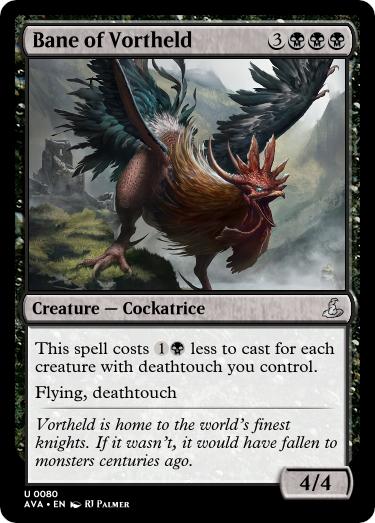 Bane of Vortheld 3
Creature — Cockatrice
This spell costs 1 less to cast for each
creature with deathtouch you control.
Flying, deathtouch
Vortheld is home to the world's finest
knights. If it wasn't, it would have fallen to
monsters centuries ago.
4/4
U 0080
AVA • EN RJ PALMER